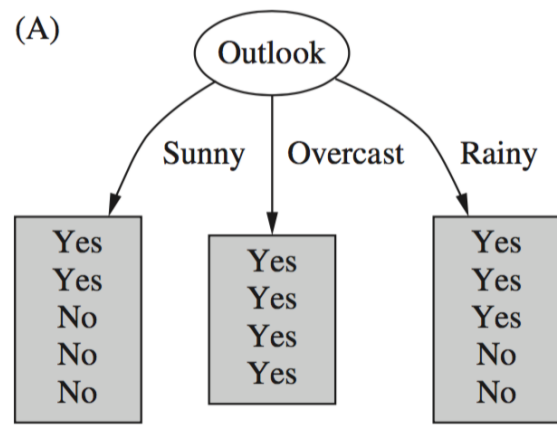 (A)
Outlook
Sunny
Overcast
Rainy
Yes
Yes
No
No
No
Yes
Yes
Yes
Yes
Yes
Yes
Yes
No
No